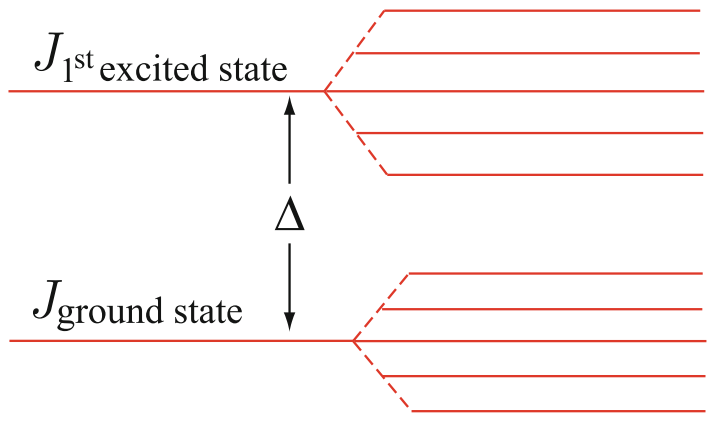 J1st excited state
Δ
Jground state